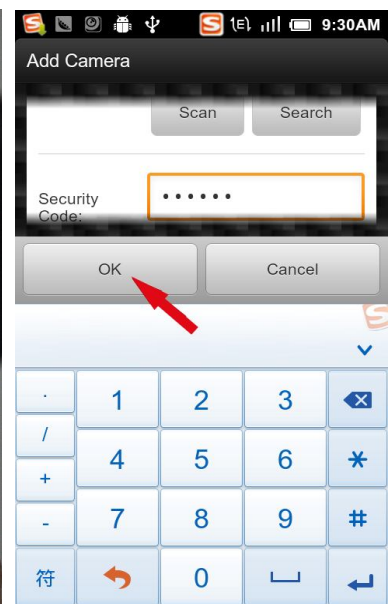 9:30AM
Add Camera
Scan Search
Security
Code:
••••••
OK Cancel
. 1 2 3
/
4 5 6 *
+
- 7 8 9 #
符 0